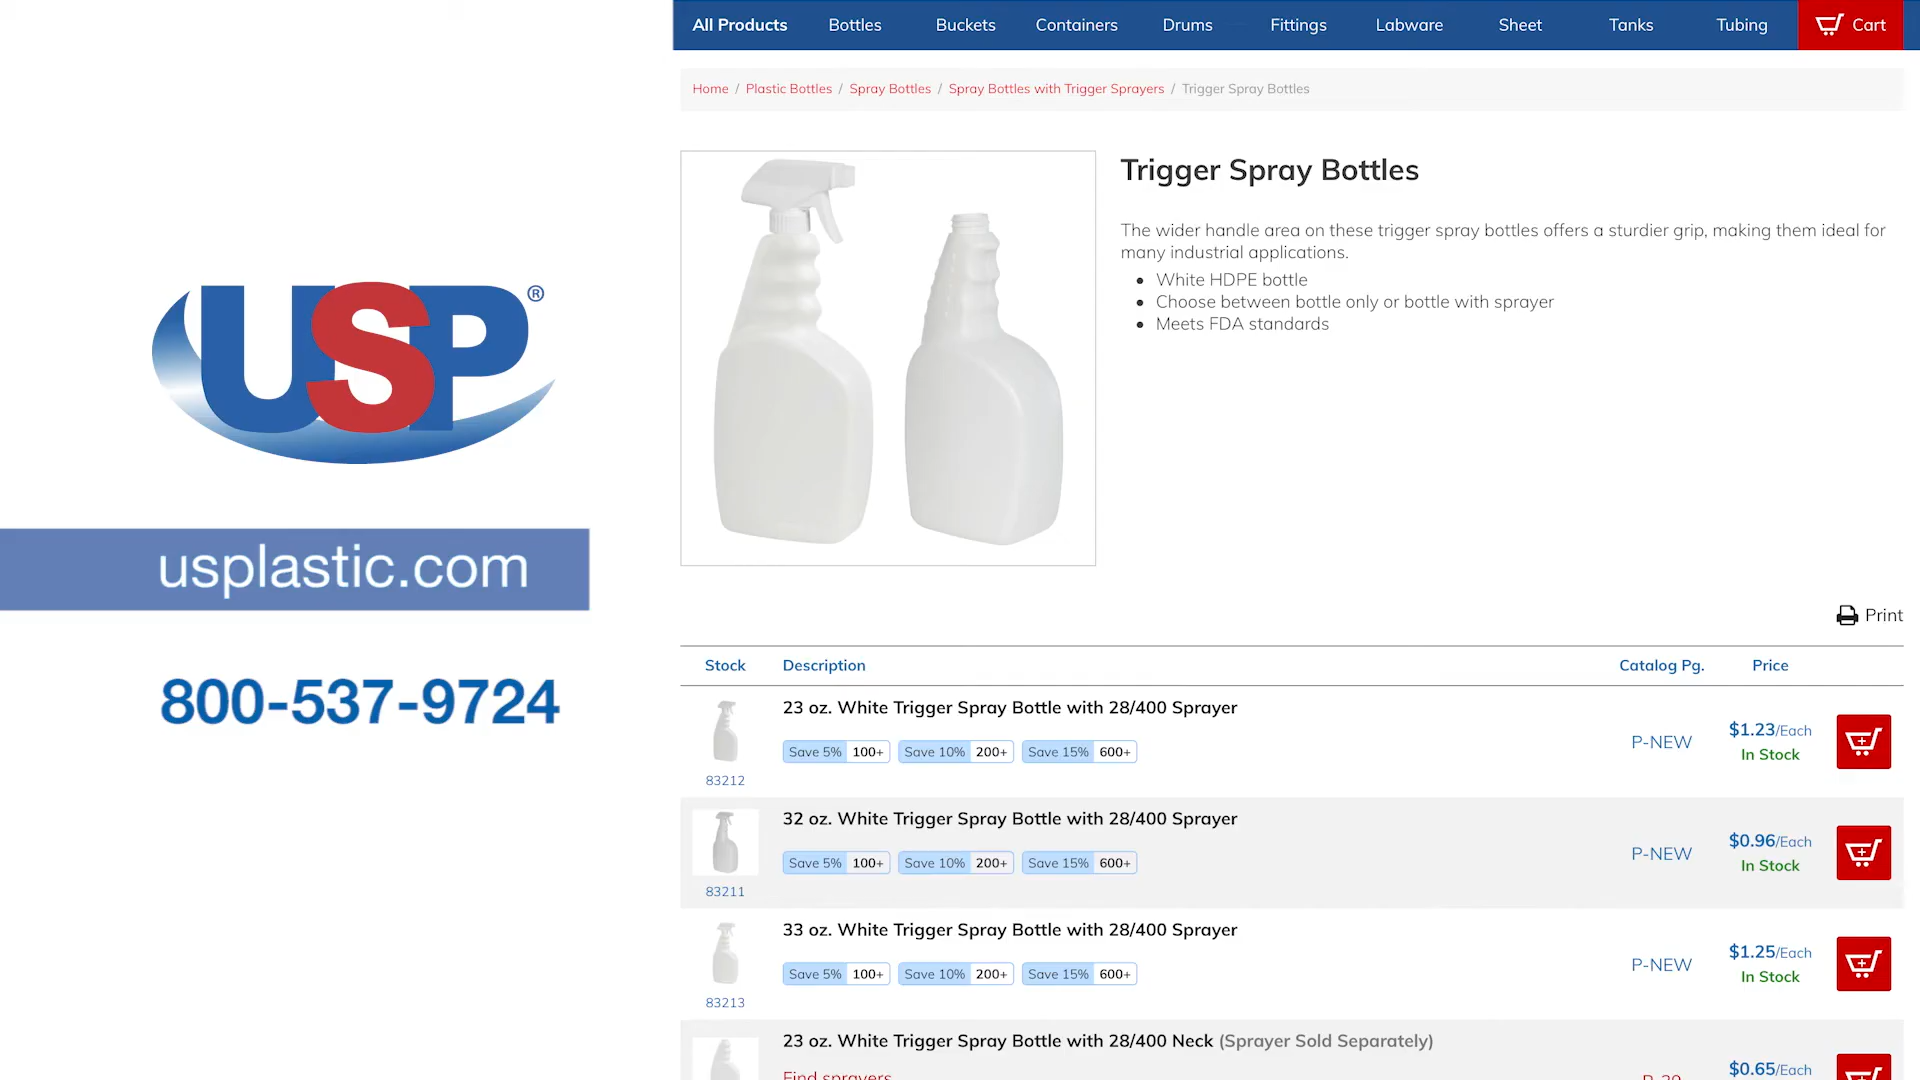 USP®
usplastic.com
800-537-9724
All Products Bottles Buckets Containers Drums Fittings Labware Sheet Tanks Tubing Cart
Home / Plastic Bottles / Spray Bottles / Spray Bottles with Trigger Sprayers / Trigger Spray Bottles
Trigger Spray Bottles
The wider handle area on these trigger spray bottles offers a sturdier grip, making them ideal for
many industrial applications.
• White HDPE bottle
• Choose between bottle only or bottle with sprayer
• Meets FDA standards
Print
Stock Description Catalog Pg. Price
23 oz. White Trigger Spray Bottle with 28/400 Sprayer
Save 5% 100+ Save 10% 200+ Save 15% 600+
83212
P-NEW
$1.23/Each
In Stock
32 oz. White Trigger Spray Bottle with 28/400 Sprayer
Save 5% 100+ Save 10% 200+ Save 15% 600+
83211
P-NEW
$0.96/Each
In Stock
33 oz. White Trigger Spray Bottle with 28/400 Sprayer
Save 5% 100+ Save 10% 200+ Save 15% 600+
83213
P-NEW
$1.25/Each
In Stock
23 oz. White Trigger Spray Bottle with 28/400 Neck (Sprayer Sold Separately)
Find sprayers
$0.65/Each